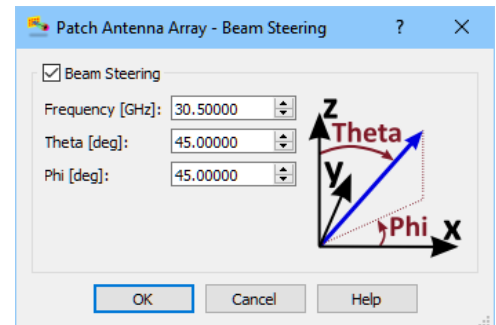 Patch Antenna Array - Beam Steering ?
Beam Steering
Frequency [GHz]: 30.50000
Theta [deg]: 45.00000
Phi [deg]: 45.00000
Z
Theta
y
Phi
x
OK Cancel Help